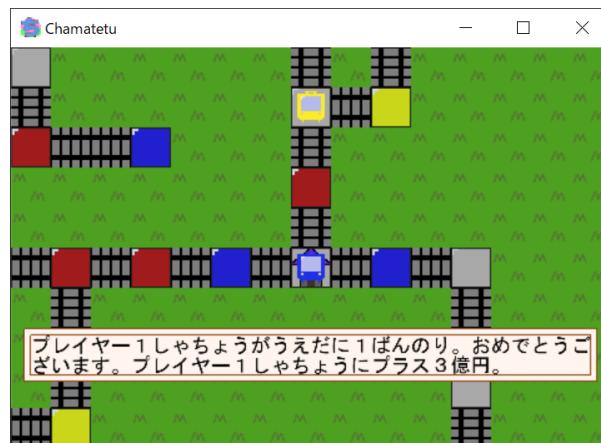 Chamatetu
プレイヤー１しゃちょうがうえだに１ばんのり。おめでとうご
ざいます。プレイヤー１しゃちょうにプラス３億円。